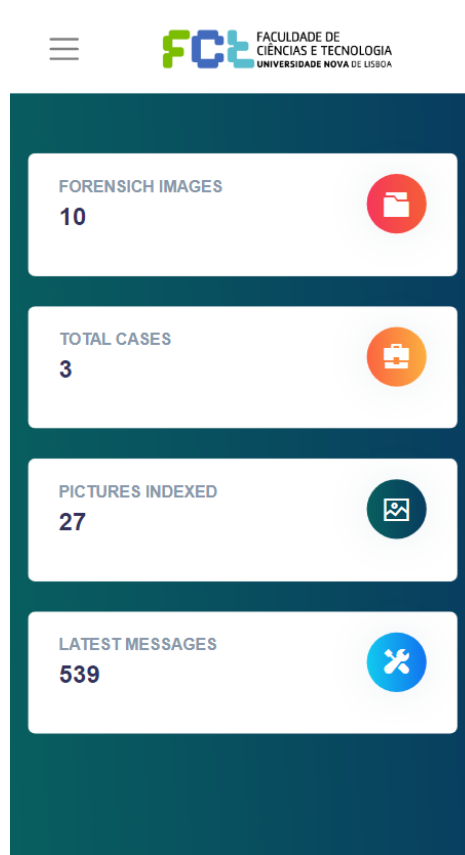 FCT
FACULDADE DE
CIÊNCIAS E TECNOLOGIA
UNIVERSIDADE NOVA DE LISBOA
FORENSICH IMAGES
10
TOTAL CASES
3
PICTURES INDEXED
27
LATEST MESSAGES
539